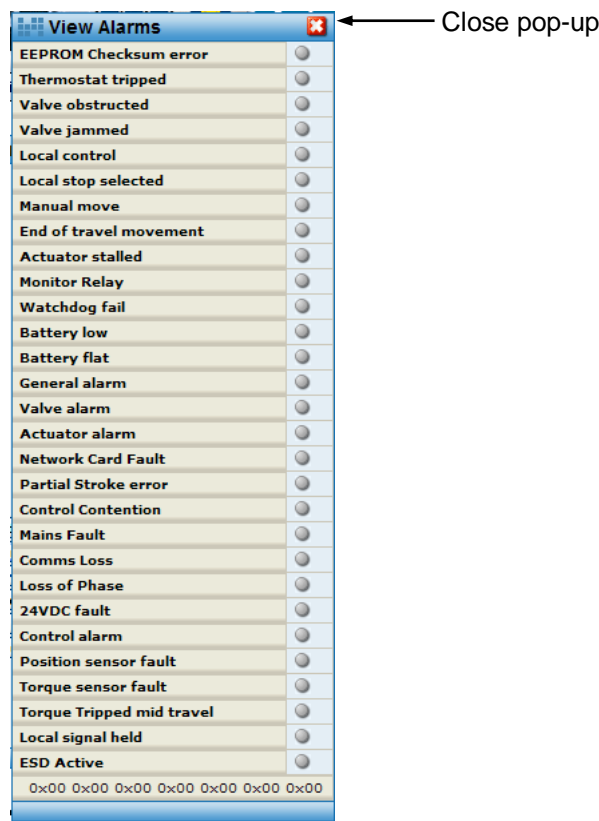 View Alarms
Close pop-up
EEPROM Checksum error
Thermostat tripped
Valve obstructed
Valve jammed
Local control
Local stop selected
Manual move
End of travel movement
Actuator stalled
Monitor Relay
Watchdog fail
Battery low
Battery flat
General alarm
Valve alarm
Actuator alarm
Network Card Fault
Partial Stroke error
Control Contention
Mains Fault
Comms Loss
Loss of Phase
24VDC fault
Control alarm
Position sensor fault
Torque sensor fault
Torque Tripped mid travel
Local signal held
ESD Active
0x00 0x00 0x00 0x00 0x00 0x00 0x00